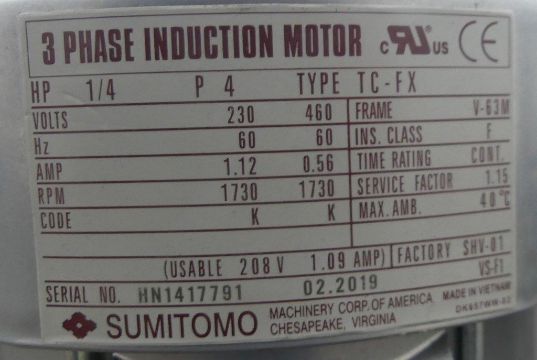 3 PHASE INDUCTION MOTOR c RU US CE
HP 1/4 P 4 TYPE TC-FX
VOLTS 230 460 FRAME V-63M
Hz 60 60 INS. CLASS F
AMP 1.12 0.56 TIME RATING CONT.
RPM 1730 1730 SERVICE FACTOR 1.15
CODE K K MAX. AMB. 40°C
(USABLE 208V 1.09 AMP) FACTORY SHV-01
SERIAL NO. HN1417791 02.2019 VS-F1
SUMITOMO MACHINERY CORP. OF AMERICA MADE IN VIETNAM
CHESAPEAKE, VIRGINIA